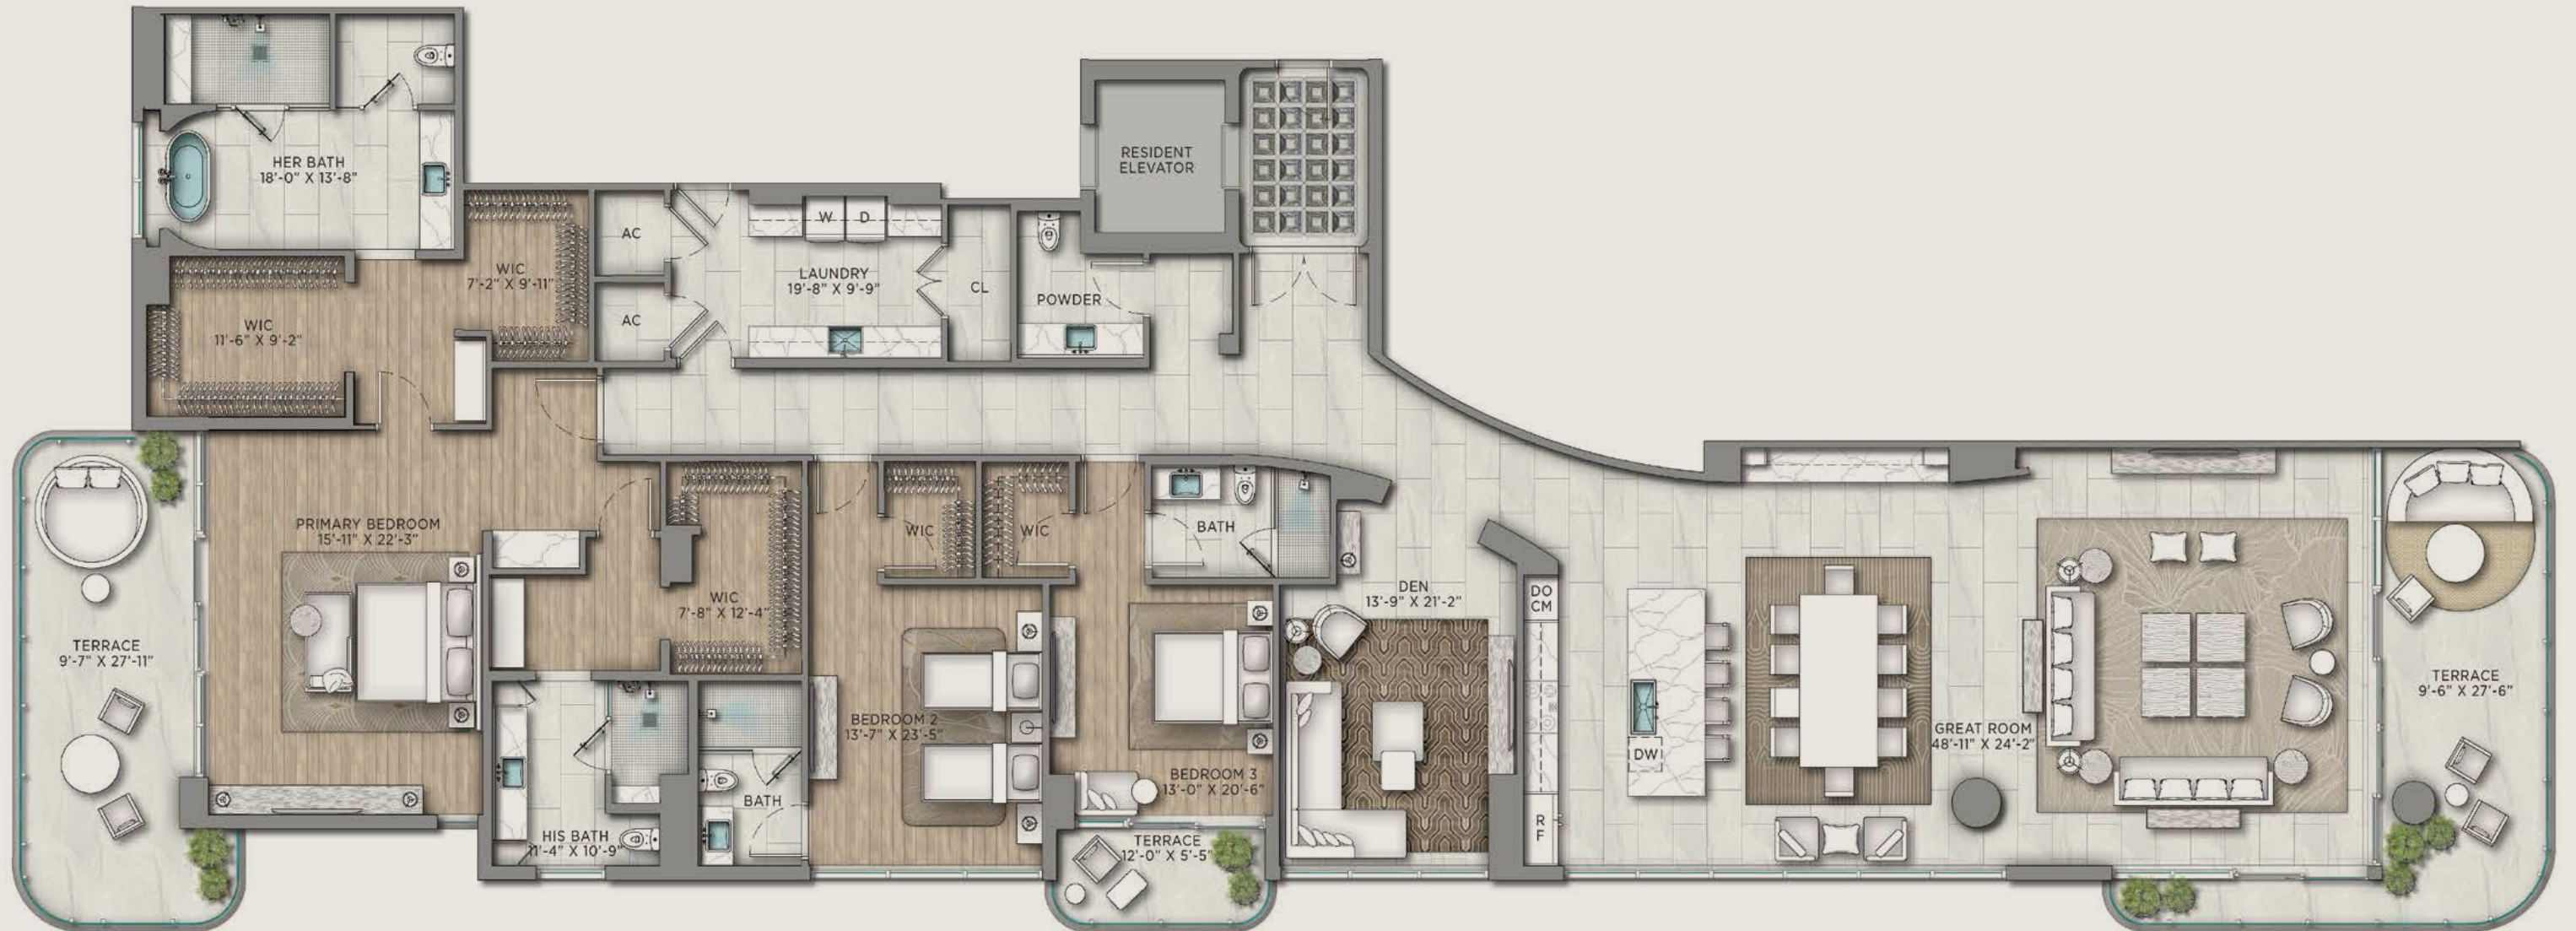 HER BATH
18'-0" X 13'-8"
RESIDENT
ELEVATOR
WIC
7'-2" X 9'-11"
AC
W
D
LAUNDRY
19'-8" X 9'-9"
CL
POWDER
AC
WIC
11'-6" X 9'-2"
PRIMARY BEDROOM
15'-11" X 22'-3"
WIC
WIC
BATH
WIC
7'-8" X 12'-4"
DEN
13'-9" X 21'-2"
DO
CM
TERRACE
9'-7" X 27'-11"
TERRACE
9'-6" X 27'-6"
BEDROOM 2
13'-7" X 23'-5"
GREAT ROOM
48'-11" X 24'-2"
DW
BEDROOM 3
13'-0" X 20'-6"
BATH
R
F
HIS BATH
11'-4" X 10'-9"
TERRACE
12'-0" X 5'-5"